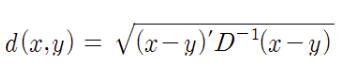 d(x,y) = √(x−y)′D⁻¹(x−y)